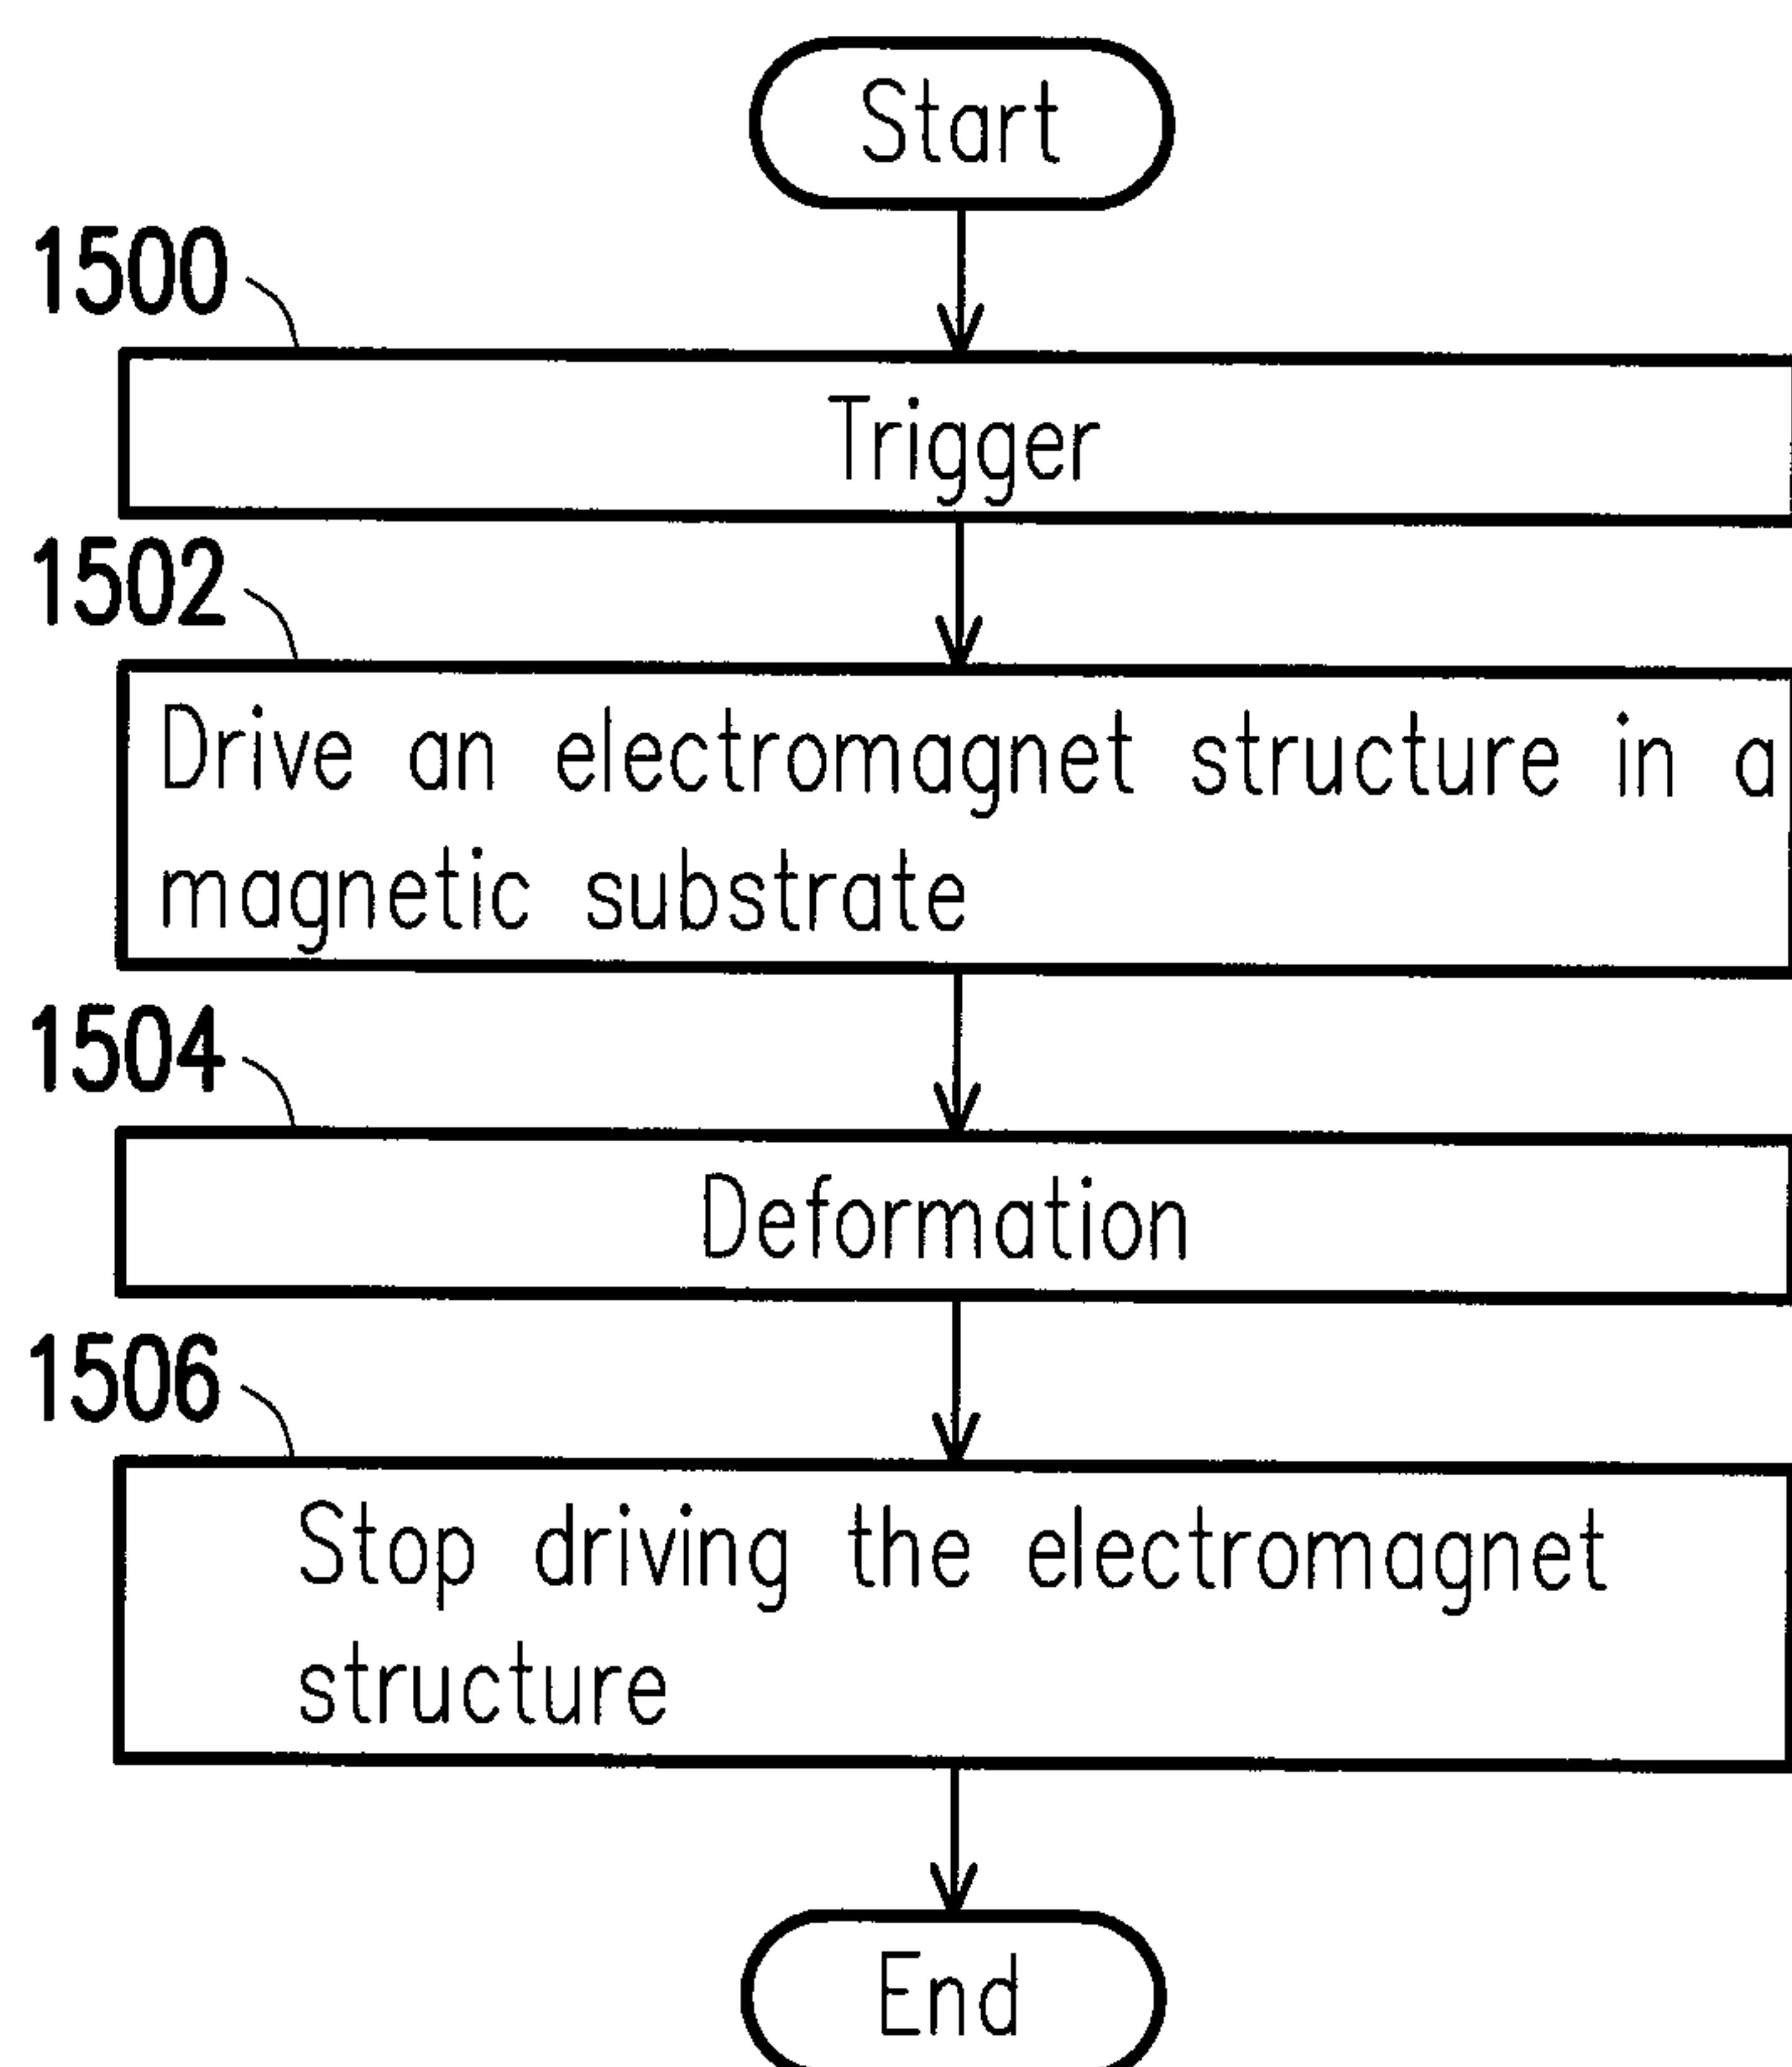 Start
1500
Trigger
1502
Drive an electromagnet structure in a
magnetic substrate
1504
Deformation
1506
Stop driving the electromagnet
structure
End